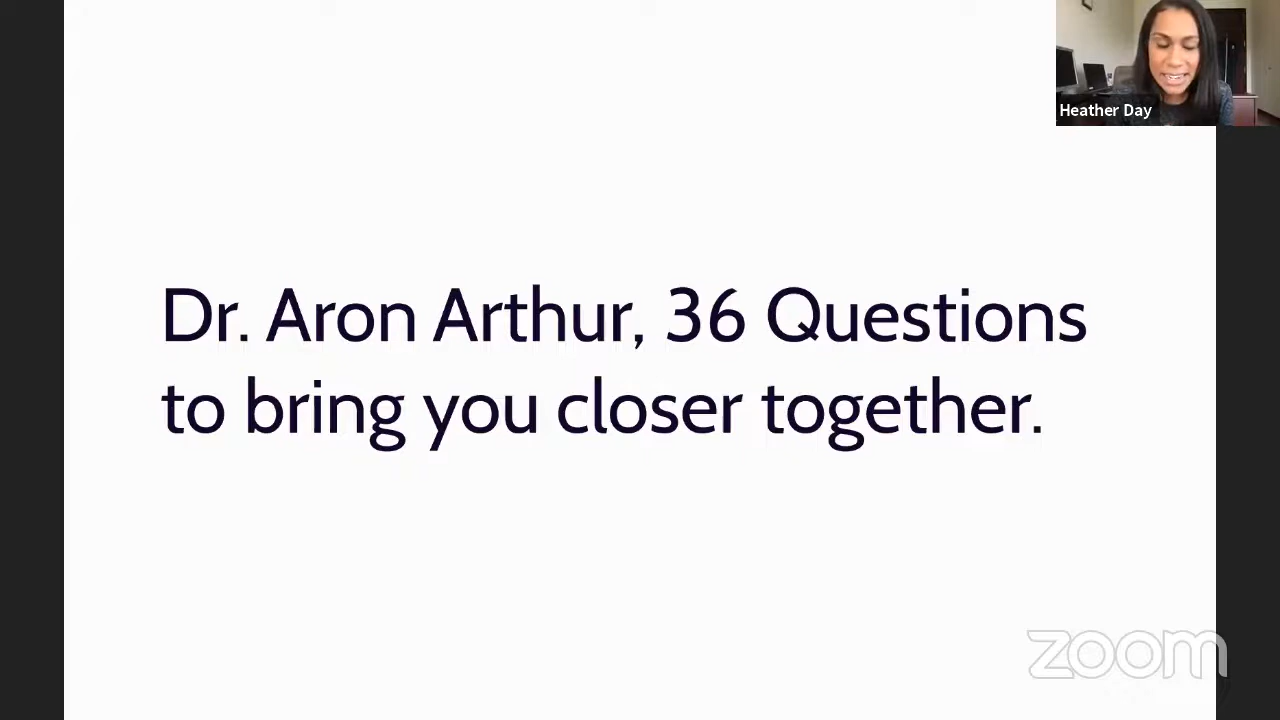 Heather Day
Dr. Aron Arthur, 36 Questions
to bring you closer together.
zoom